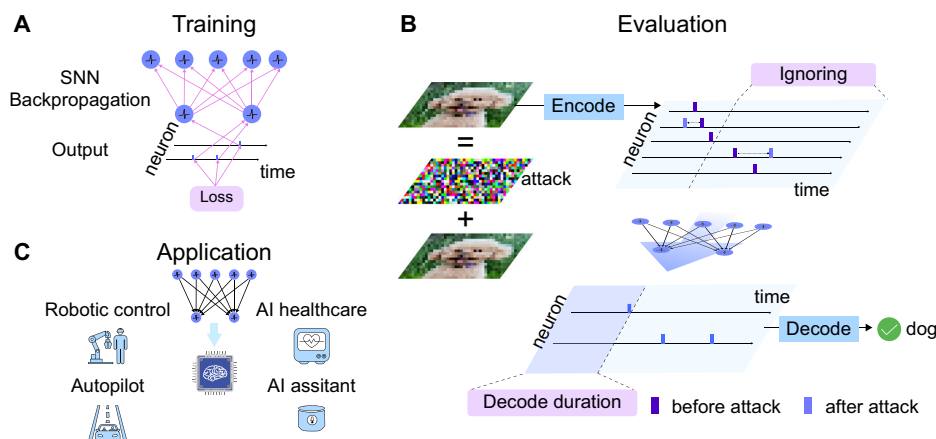 A
Training
SNN
Backpropagation
Output
neuron
time
Loss
B
Evaluation
Ignoring
Encode
neuron
time
=
attack
+
neuron
time
Decode
dog
Decode duration
before attack
after attack
C
Application
Robotic control
AI healthcare
Autopilot
AI assitant